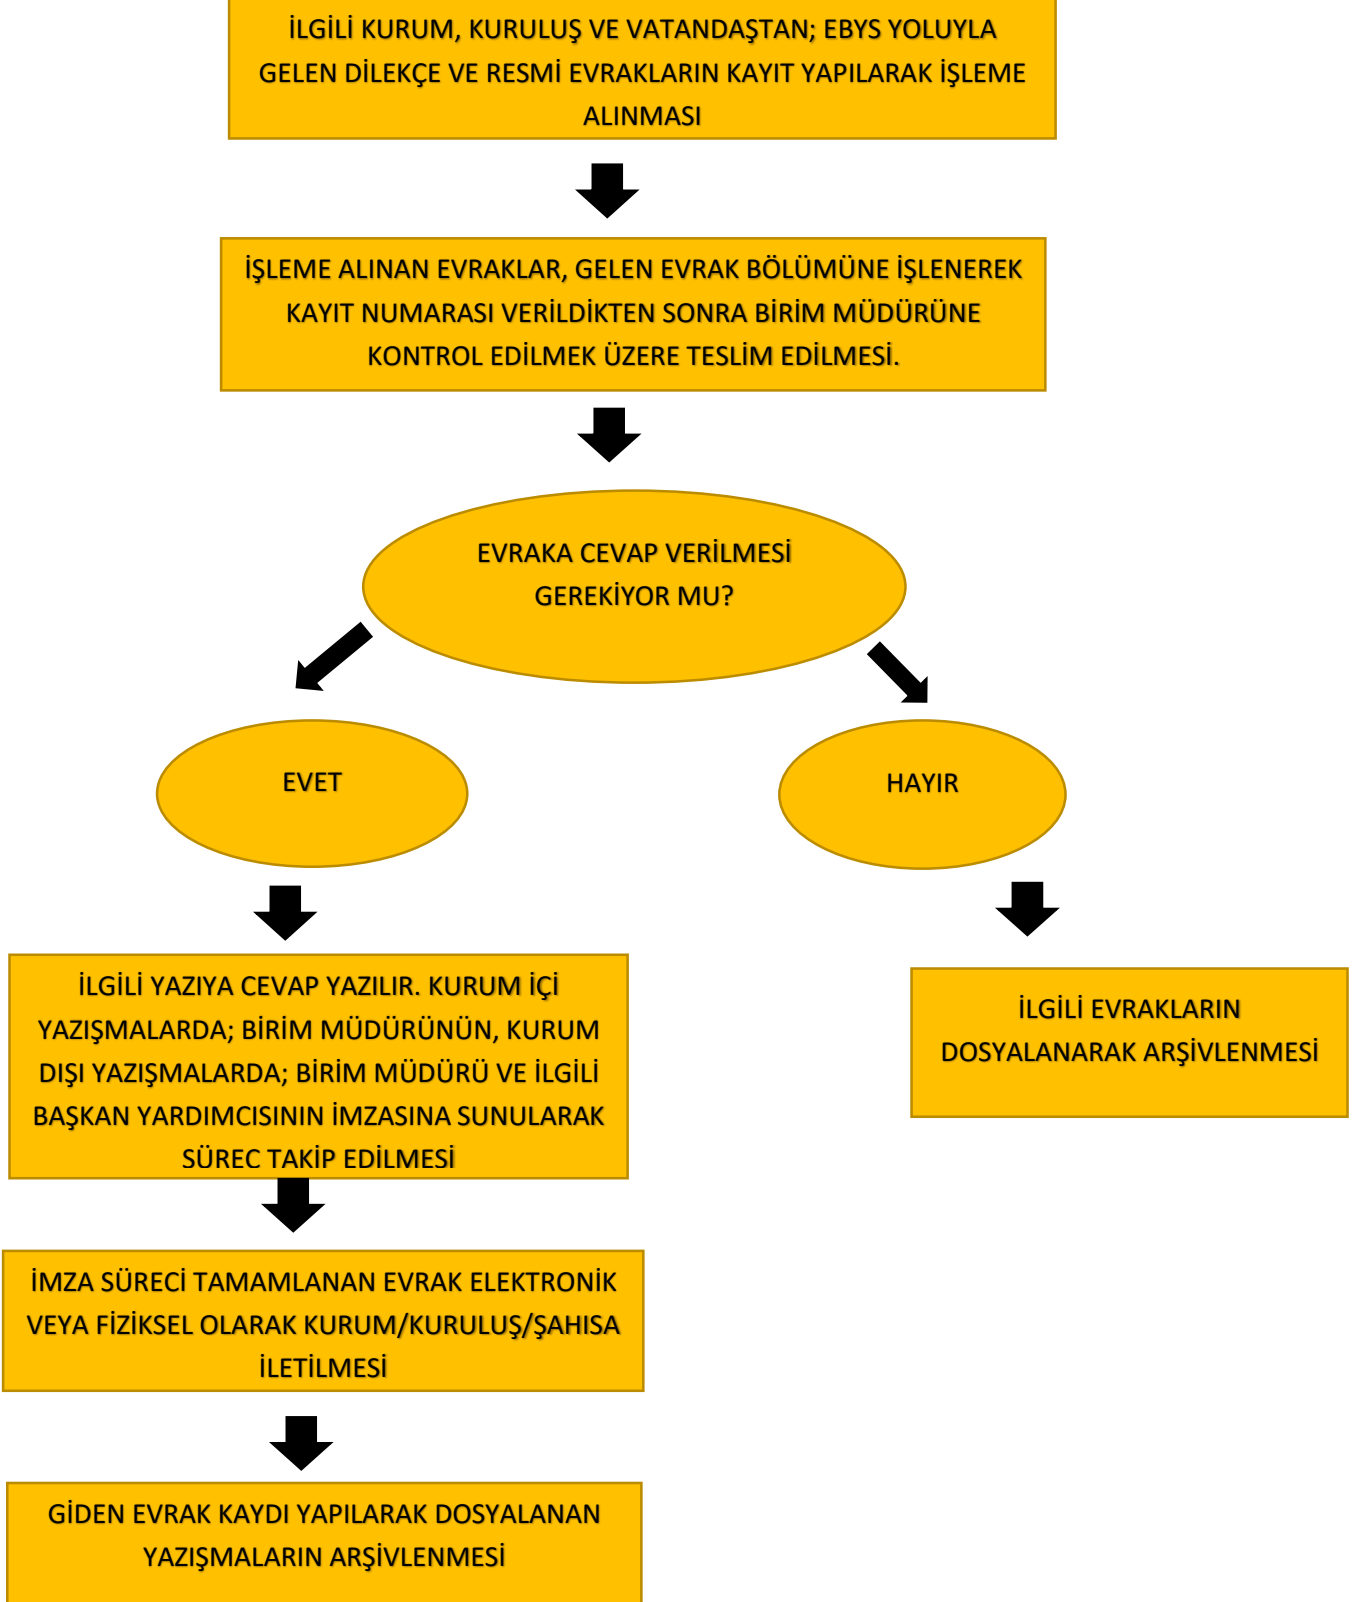 İLGİLİ KURUM, KURULUŞ VE VATANDAŞTAN; EBYS YOLUYLA
GELEN DİLEKÇE VE RESMİ EVRAKLARIN KAYIT YAPILARAK İŞLEME
ALINMASI
İŞLEME ALINAN EVRAKLAR, GELEN EVRAK BÖLÜMÜNE İŞLENEREK
KAYIT NUMARASI VERİLDİKTEN SONRA BİRİM MÜDÜRÜNE
KONTROL EDİLMEK ÜZERE TESLİM EDİLMESİ.
EVRAKA CEVAP VERİLMESİ
GEREKİYOR MU?
EVET
HAYIR
İLGİLİ YAZIYA CEVAP YAZILIR. KURUM İÇİ
YAZIŞMALARDA; BİRİM MÜDÜRÜNÜN, KURUM
DIŞI YAZIŞMALARDA; BİRİM MÜDÜRÜ VE İLGİLİ
BAŞKAN YARDIMCISININ İMZASINA SUNULARAK
SÜREC TAKİP EDİLMESİ
İLGİLİ EVRAKLARIN
DOSYALANARAK ARŞİVLENMESİ
İMZA SÜRECİ TAMAMLANAN EVRAK ELEKTRONİK
VEYA FİZİKSEL OLARAK KURUM/KURULUŞ/ŞAHISA
İLETİLMESİ
GİDEN EVRAK KAYDI YAPILARAK DOSYALANAN
YAZIŞMALARIN ARŞİVLENMESİ